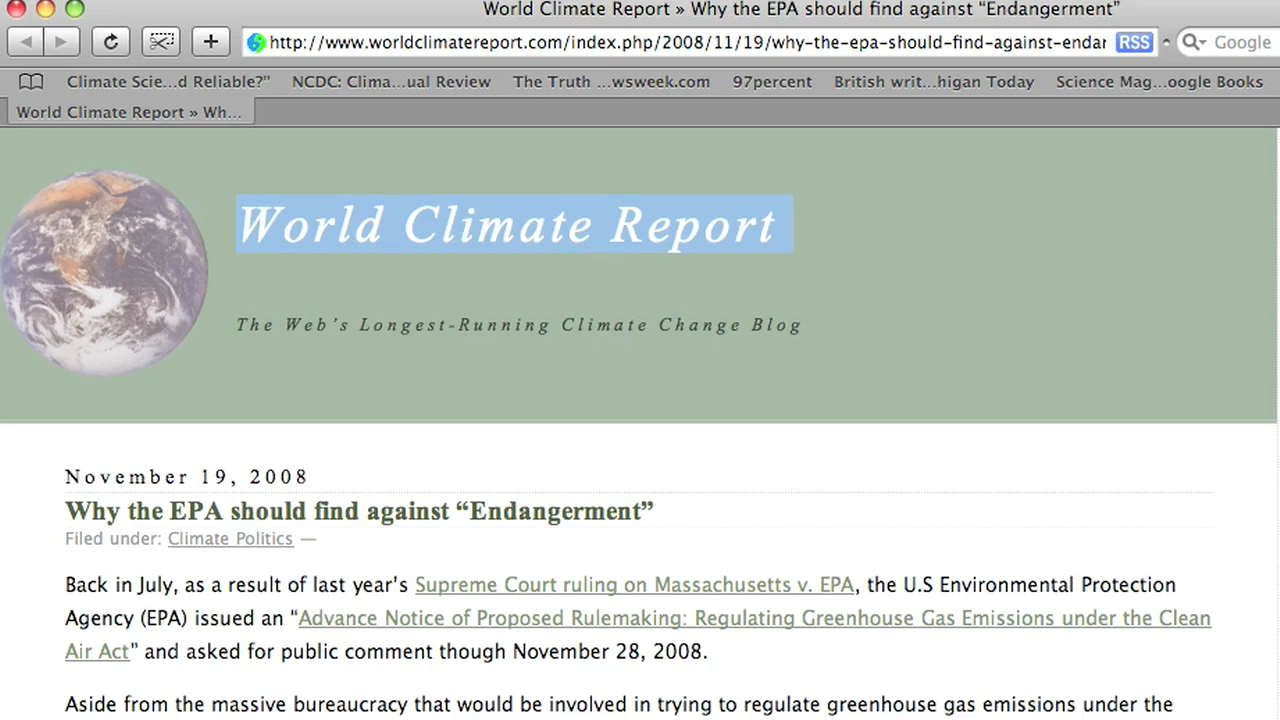 World Climate Report » Why the EPA should find against “Endangerment”
http://www.worldclimatereport.com/index.php/2008/11/19/why-the-epa-should-find-against-endar RSS Google
Climate Scie...d Reliable?” NCDC: Clima...ual Review The Truth ...wsweek.com 97percent British writ...higan Today Science Mag...oogle Books
World Climate Report » Wh...
World Climate Report
The Web's Longest-Running Climate Change Blog
November 19, 2008
Why the EPA should find against “Endangerment”
Filed under: Climate Politics —
Back in July, as a result of last year’s Supreme Court ruling on Massachusetts v. EPA, the U.S Environmental Protection
Agency (EPA) issued an “Advance Notice of Proposed Rulemaking: Regulating Greenhouse Gas Emissions under the Clean
Air Act” and asked for public comment though November 28, 2008.
Aside from the massive bureaucracy that would be involved in trying to regulate greenhouse gas emissions under the